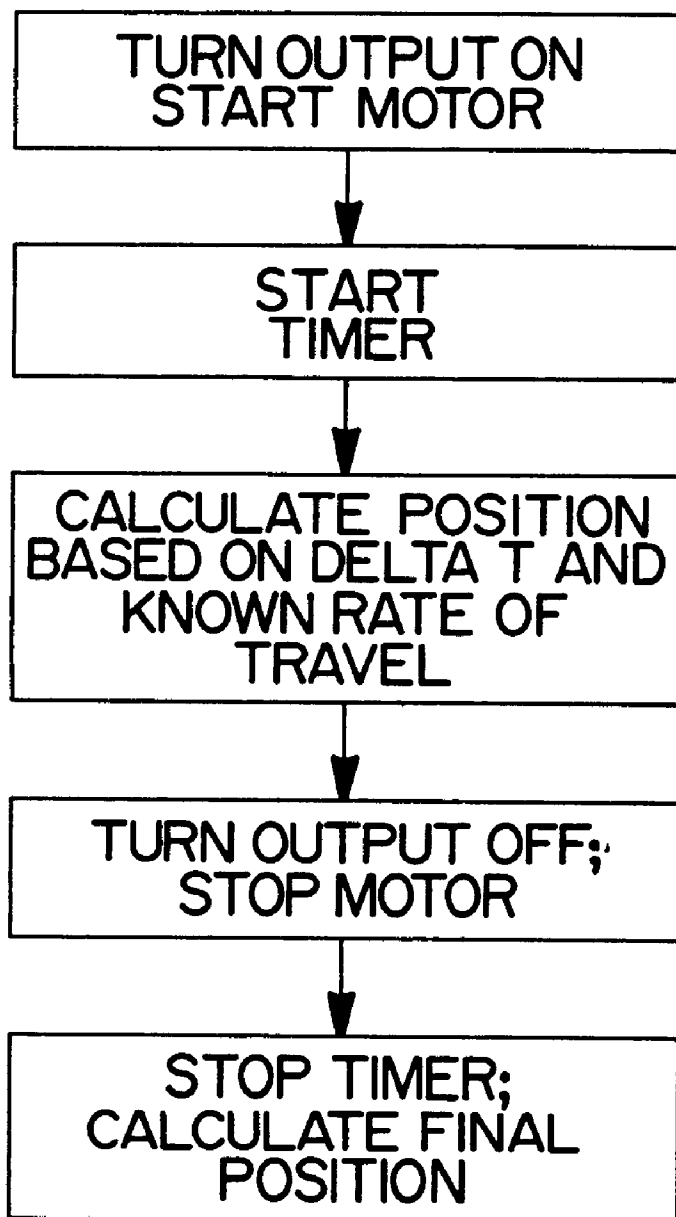 TURN OUTPUT ON
START MOTOR
START
TIMER
CALCULATE POSITION
BASED ON DELTA T AND
KNOWN RATE OF
TRAVEL
TURN OUTPUT OFF;
STOP MOTOR
STOP TIMER;
CALCULATE FINAL
POSITION